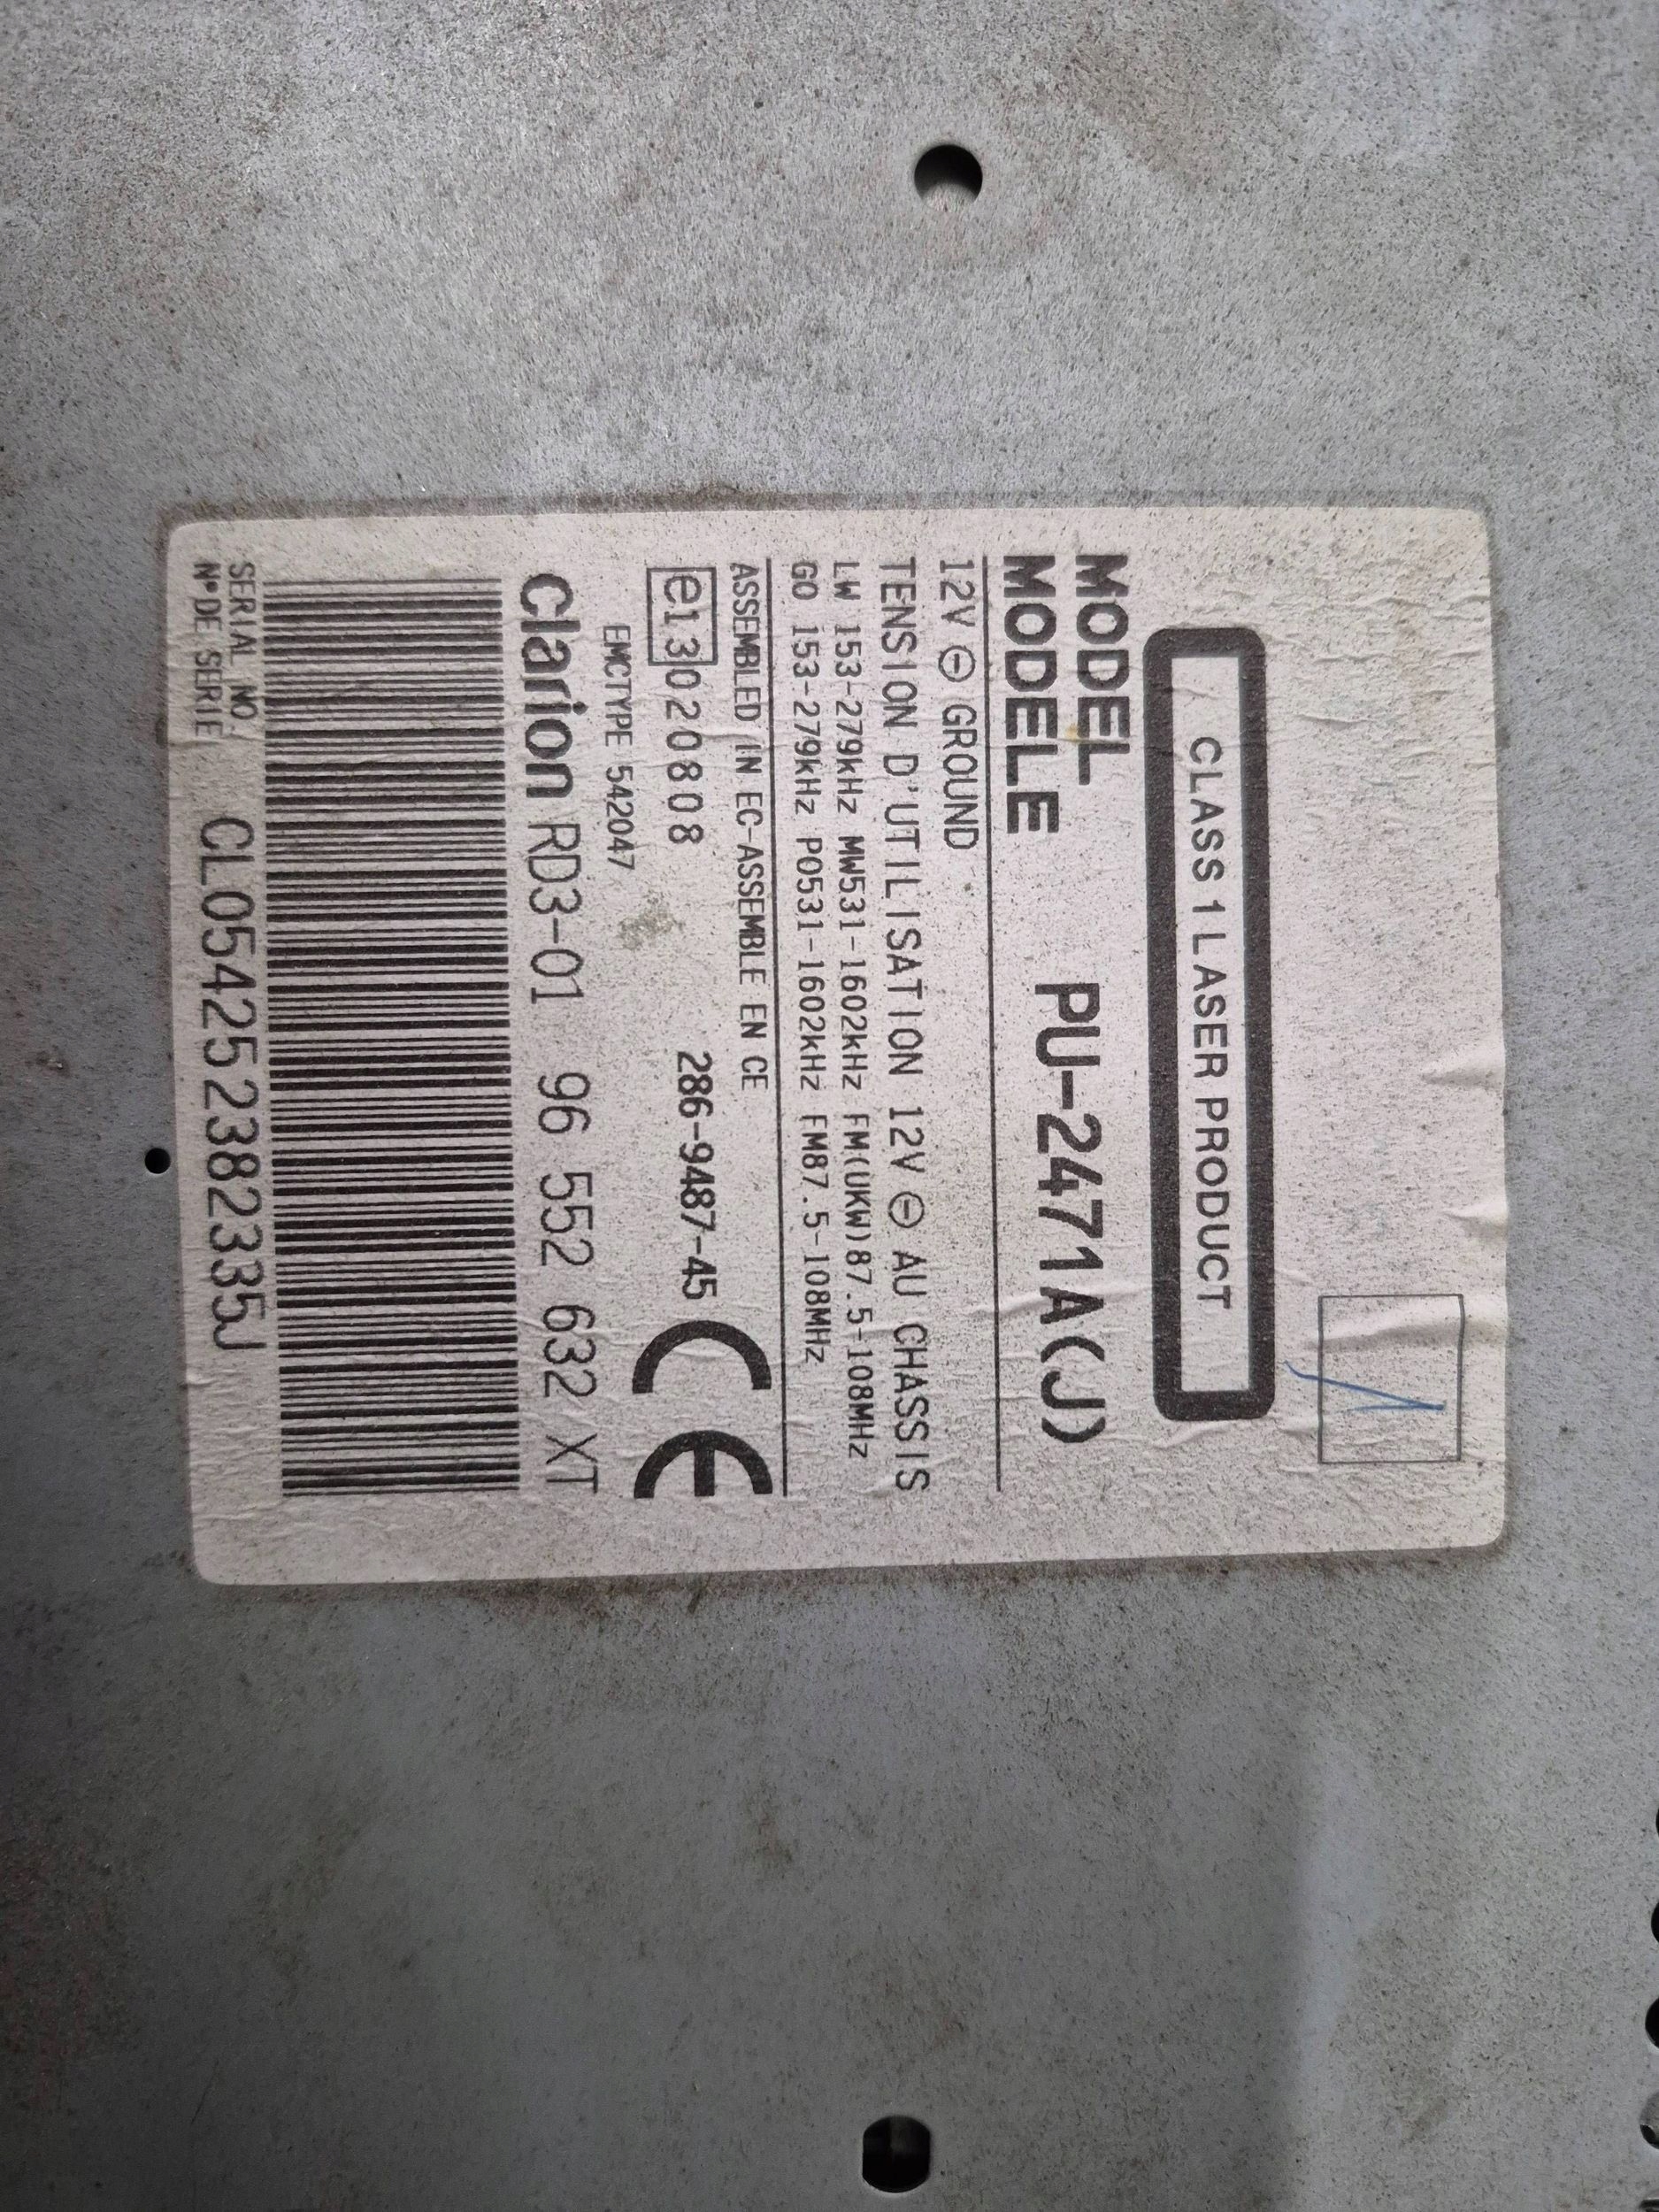 CLASS 1 LASER PRODUCT
MODEL
MODELE PU-2471A(J)
12V ⊖ GROUND
TENSION D'UTILISATION 12V ⊖ AU CHASSIS
LW 153-279kHz MW531-1602kHz FM(UKW)87.5-108MHz
GO 153-279kHz PO531-1602kHz FM87.5-108MHz
ASSEMBLED IN EC-ASSEMBLE EN CE
e13 020808 286-9487-45 CE
EMCTYPE 542047
Clarion RD3-01 96 552 632 XT
SERIAL NO.
N° DE SERIE CL054252382335J